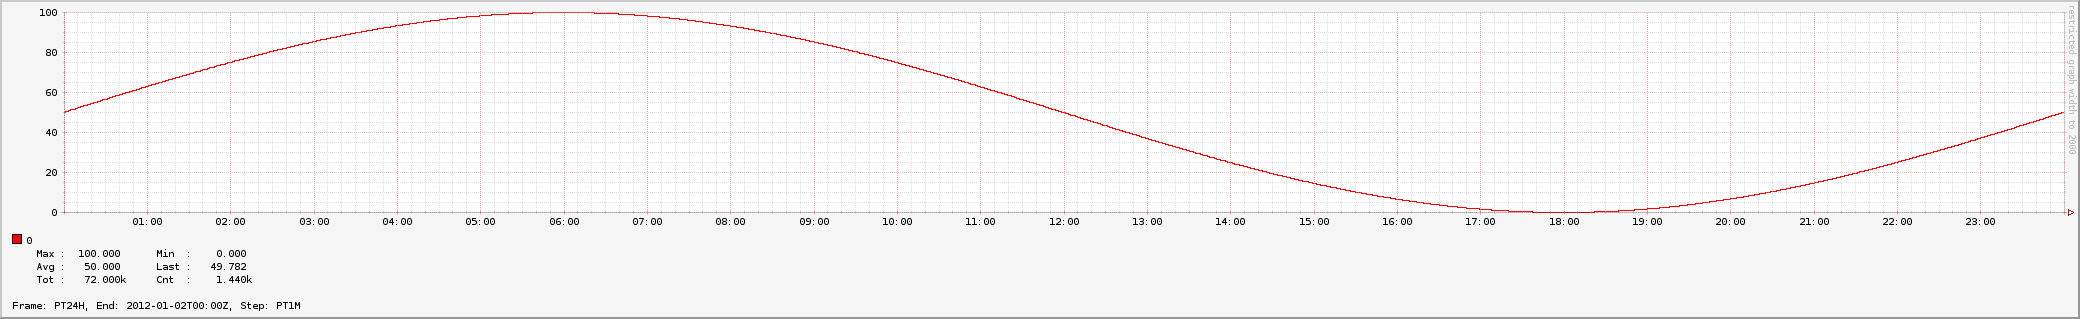 100
80
60
40
20
0
01:00 02:00 03:00 04:00 05:00 06:00 07:00 08:00 09:00 10:00 11:00 12:00 13:00 14:00 15:00 16:00 17:00 18:00 19:00 20:00 21:00 22:00 23:00
restricted graph width to 2000
0
Max : 100.000 Min : 0.000
Avg : 50.000 Last : 49.782
Tot : 72.000k Cnt : 1.440k
Frame: PT24H, End: 2012-01-02T00:00Z, Step: PT1M